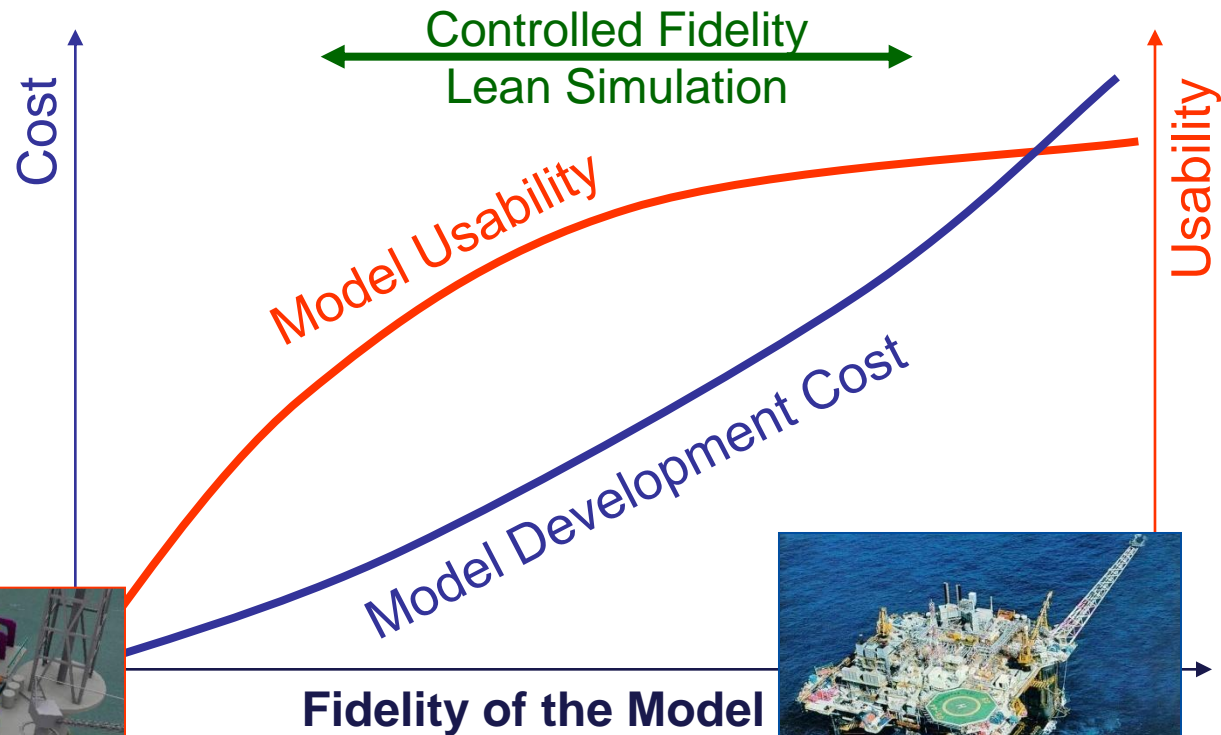 Controlled Fidelity
Lean Simulation
Cost
Usability
Model Usability
Model Development Cost
Fidelity of the Model